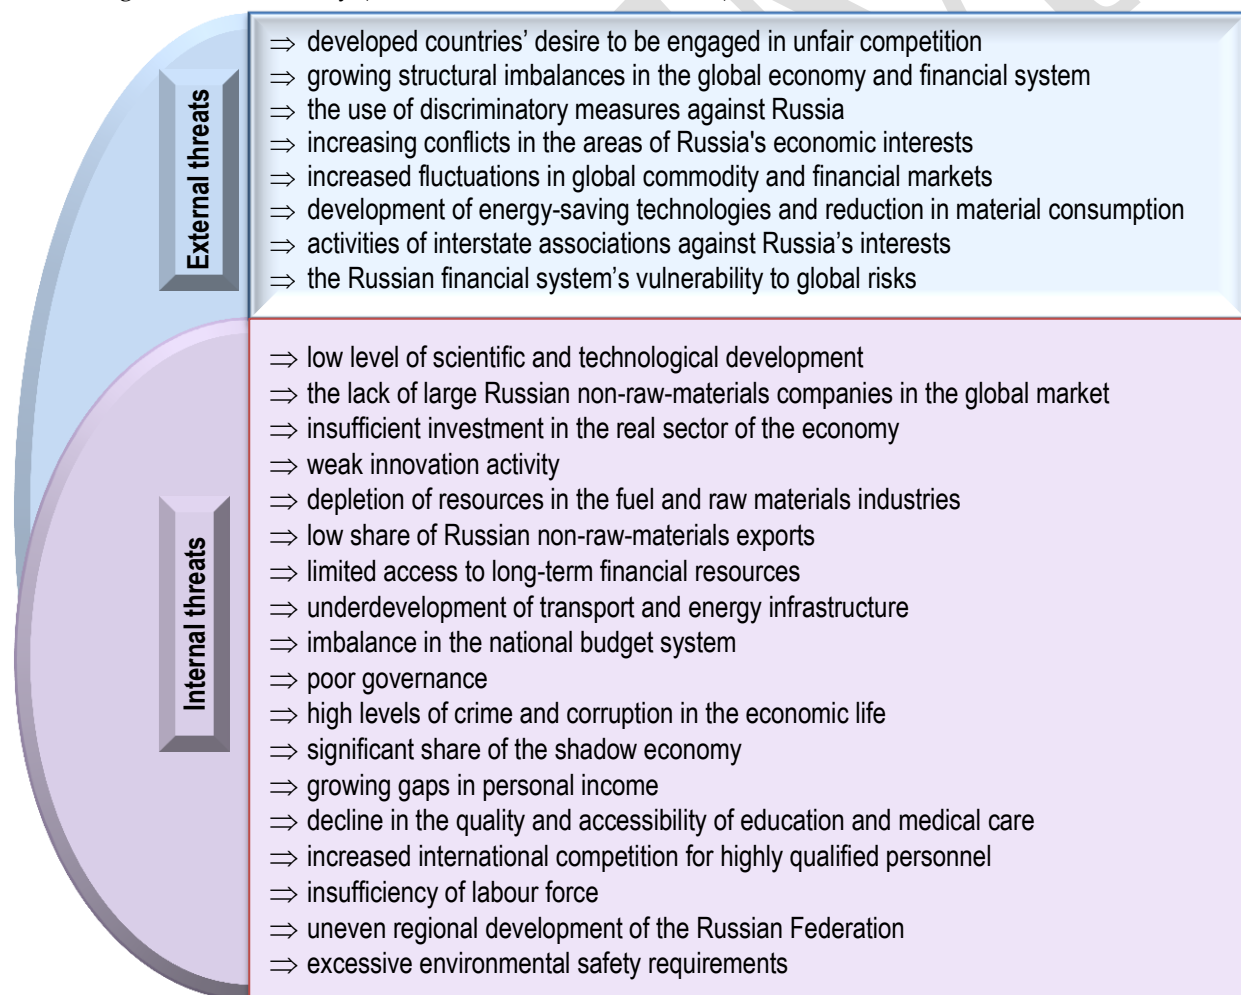 External threats
⇒ developed countries’ desire to be engaged in unfair competition
⇒ growing structural imbalances in the global economy and financial system
⇒ the use of discriminatory measures against Russia
⇒ increasing conflicts in the areas of Russia's economic interests
⇒ increased fluctuations in global commodity and financial markets
⇒ development of energy-saving technologies and reduction in material consumption
⇒ activities of interstate associations against Russia’s interests
⇒ the Russian financial system’s vulnerability to global risks
Internal threats
⇒ low level of scientific and technological development
⇒ the lack of large Russian non-raw-materials companies in the global market
⇒ insufficient investment in the real sector of the economy
⇒ weak innovation activity
⇒ depletion of resources in the fuel and raw materials industries
⇒ low share of Russian non-raw-materials exports
⇒ limited access to long-term financial resources
⇒ underdevelopment of transport and energy infrastructure
⇒ imbalance in the national budget system
⇒ poor governance
⇒ high levels of crime and corruption in the economic life
⇒ significant share of the shadow economy
⇒ growing gaps in personal income
⇒ decline in the quality and accessibility of education and medical care
⇒ increased international competition for highly qualified personnel
⇒ insufficiency of labour force
⇒ uneven regional development of the Russian Federation
⇒ excessive environmental safety requirements